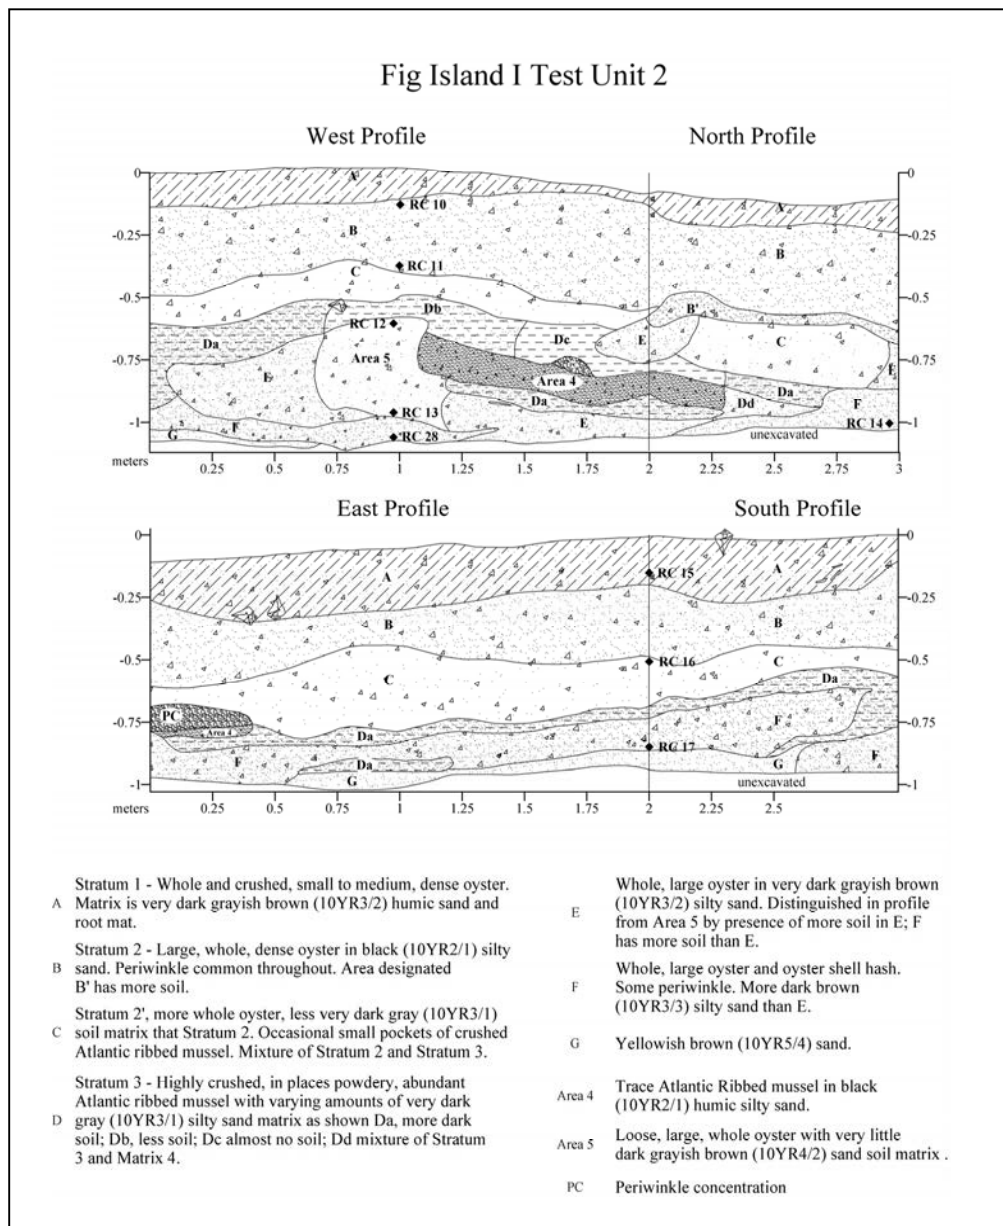 Fig Island I Test Unit 2
West Profile
North Profile
0
-0.25
-0.5
-0.75
-1
meters
A
RC 10
B
RC 11
C
Db
RC 12
Da
Area 5
Dc
E
Area 4
E
Da
RC 13
F
G
RC 28
E
A
B
B'
C
E
Da
Dd
F
RC 14
unexcavated
0
-0.25
-0.5
-0.75
-1
0.25 0.5 0.75 1 1.25 1.5 1.75 2 2.25 2.5 2.75 3
East Profile
South Profile
0
-0.25
-0.5
-0.75
-1
meters
A
B
C
PC
Area 4
Da
F
Da
G
RC 15
A
B
RC 16
C
Da
F
RC 17
G
F
unexcavated
0
-0.25
-0.5
-0.75
-1
0.25 0.5 0.75 1 1.25 1.5 1.75 2 2.5
A Stratum 1 - Whole and crushed, small to medium, dense oyster.
Matrix is very dark grayish brown (10YR3/2) humic sand and
root mat.
B Stratum 2 - Large, whole, dense oyster in black (10YR2/1) silty
sand. Periwinkle common throughout. Area designated
B' has more soil.
C Stratum 2', more whole oyster, less very dark gray (10YR3/1)
soil matrix that Stratum 2. Occasional small pockets of crushed
Atlantic ribbed mussel. Mixture of Stratum 2 and Stratum 3.
D Stratum 3 - Highly crushed, in places powdery, abundant
Atlantic ribbed mussel with varying amounts of very dark
gray (10YR3/1) silty sand matrix as shown Da, more dark
soil; Db, less soil; Dc almost no soil; Dd mixture of Stratum
3 and Matrix 4.
E Whole, large oyster in very dark grayish brown
(10YR3/2) silty sand. Distinguished in profile
from Area 5 by presence of more soil in E; F
has more soil than E.
F Whole, large oyster and oyster shell hash.
Some periwinkle. More dark brown
(10YR3/3) silty sand than E.
G Yellowish brown (10YR5/4) sand.
Area 4 Trace Atlantic Ribbed mussel in black
(10YR2/1) humic silty sand.
Area 5 Loose, large, whole oyster with very little
dark grayish brown (10YR4/2) sand soil matrix .
PC Periwinkle concentration